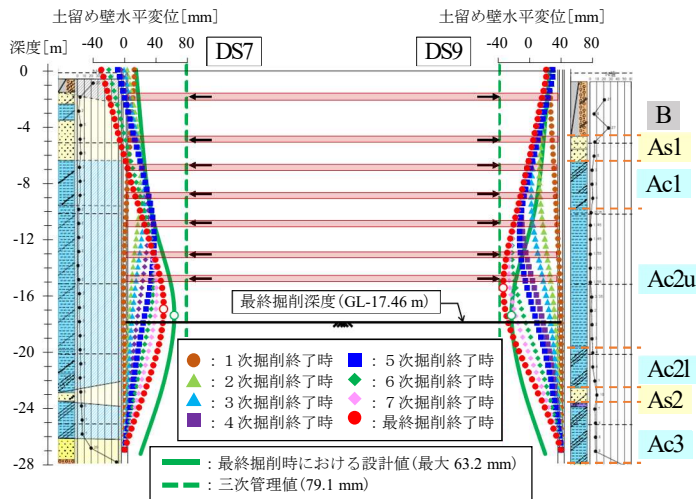 土留め壁水平変位[mm]
土留め壁水平変位[mm]
深度[m]
-40 0 40 80
DS7
DS9
-40 0 40 80
0
-4
-8
-12
-16
-20
-24
-28
B
As1
Ac1
Ac2u
Ac2l
As2
Ac3
最終掘削深度(GL-17.46 m)
:1次掘削終了時
:2次掘削終了時
:3次掘削終了時
:4次掘削終了時
:5次掘削終了時
:6次掘削終了時
:7次掘削終了時
:最終掘削終了時
:最終掘削時における設計値(最大 63.2 mm)
:三次管理値(79.1 mm)